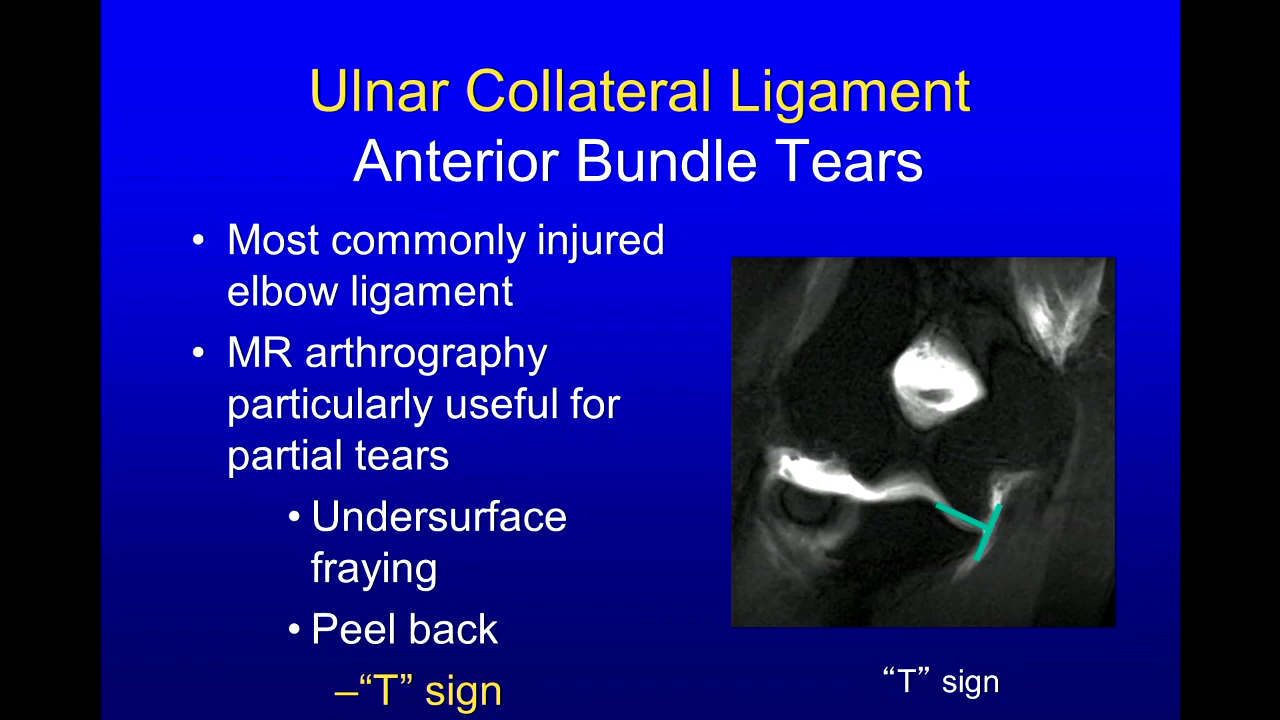 Ulnar Collateral Ligament
Anterior Bundle Tears
• Most commonly injured
elbow ligament
• MR arthrography
particularly useful for
partial tears
• Undersurface
fraying
• Peel back
–“T” sign
“T” sign